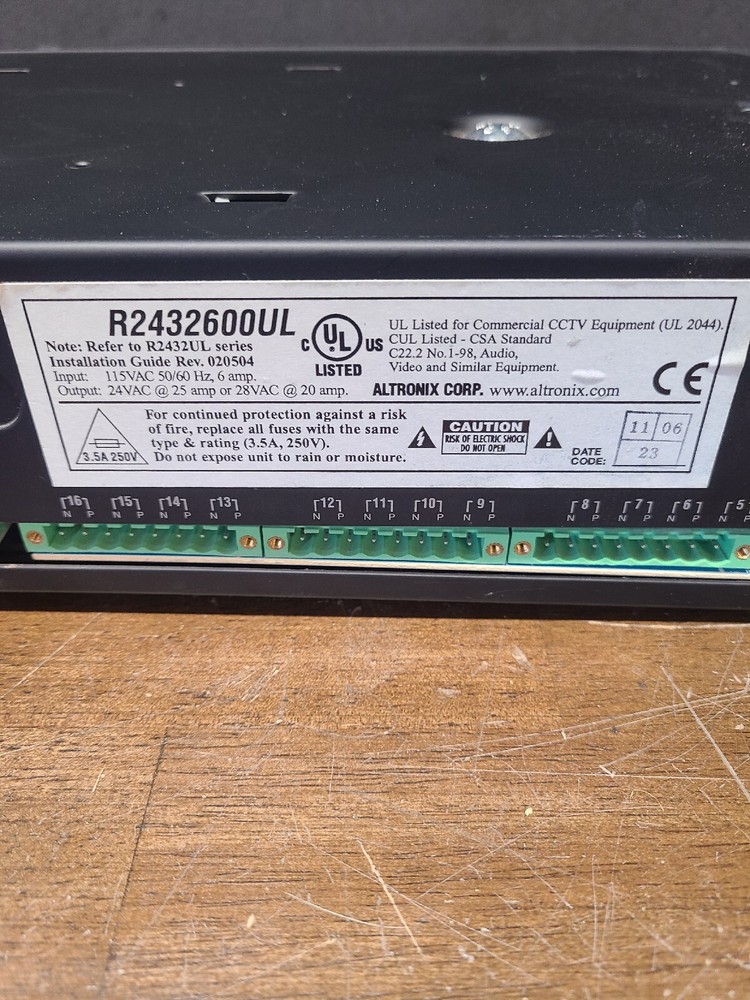 R2432600UL
Note: Refer to R2432UL series
Installation Guide Rev. 020504
Input: 115VAC 50/60 Hz, 6 amp.
Output: 24VAC @ 25 amp or 28VAC @ 20 amp.
C UL US
LISTED
UL Listed for Commercial CCTV Equipment (UL 2044).
CUL Listed - CSA Standard
C22.2 No.1-98, Audio,
Video and Similar Equipment.
ALTRONIX CORP. www.altronix.com
CE
3.5A 250V
For continued protection against a risk
of fire, replace all fuses with the same
type & rating (3.5A, 250V).
Do not expose unit to rain or moisture.
CAUTION
RISK OF ELECTRIC SHOCK
DO NOT OPEN
!
DATE
CODE:
11 06
23
16 15 14 13 12 11 10 9 8 7 6 5
N P N P N P N P N P N P N P N P N P N P N P N P